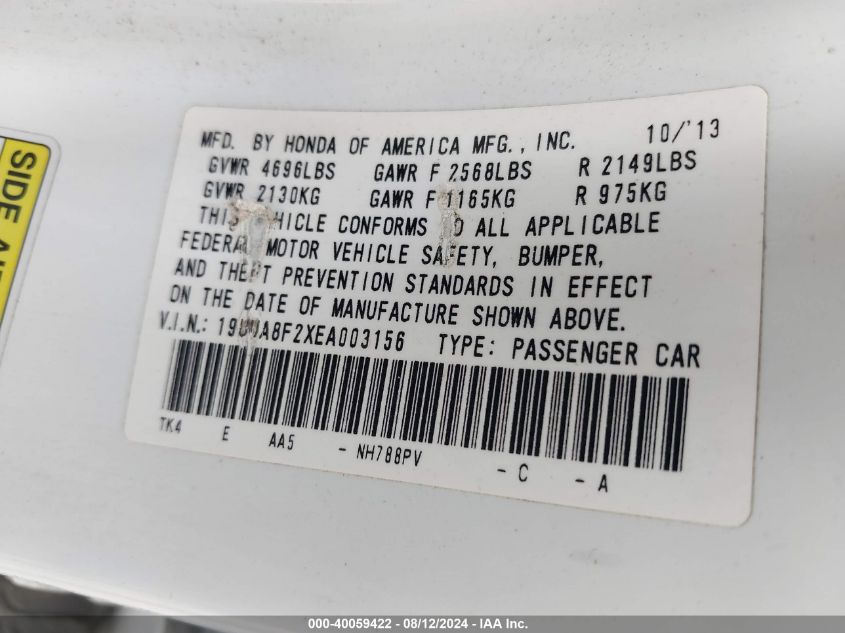 SIDE
MFD. BY HONDA OF AMERICA MFG., INC. 10/'13
GVWR 4696LBS GAWR F 2568LBS R 2149LBS
GVWR 2130KG GAWR F 1165KG R 975KG
THIS VEHICLE CONFORMS TO ALL APPLICABLE
FEDERAL MOTOR VEHICLE SAFETY, BUMPER,
AND THEFT PREVENTION STANDARDS IN EFFECT
ON THE DATE OF MANUFACTURE SHOWN ABOVE.
V.I.N.: 19UUA8F2XEA003156 TYPE: PASSENGER CAR
TK4 E AA5 - NH788PV - C - A
000-40059422 - 08/12/2024 - IAA Inc.